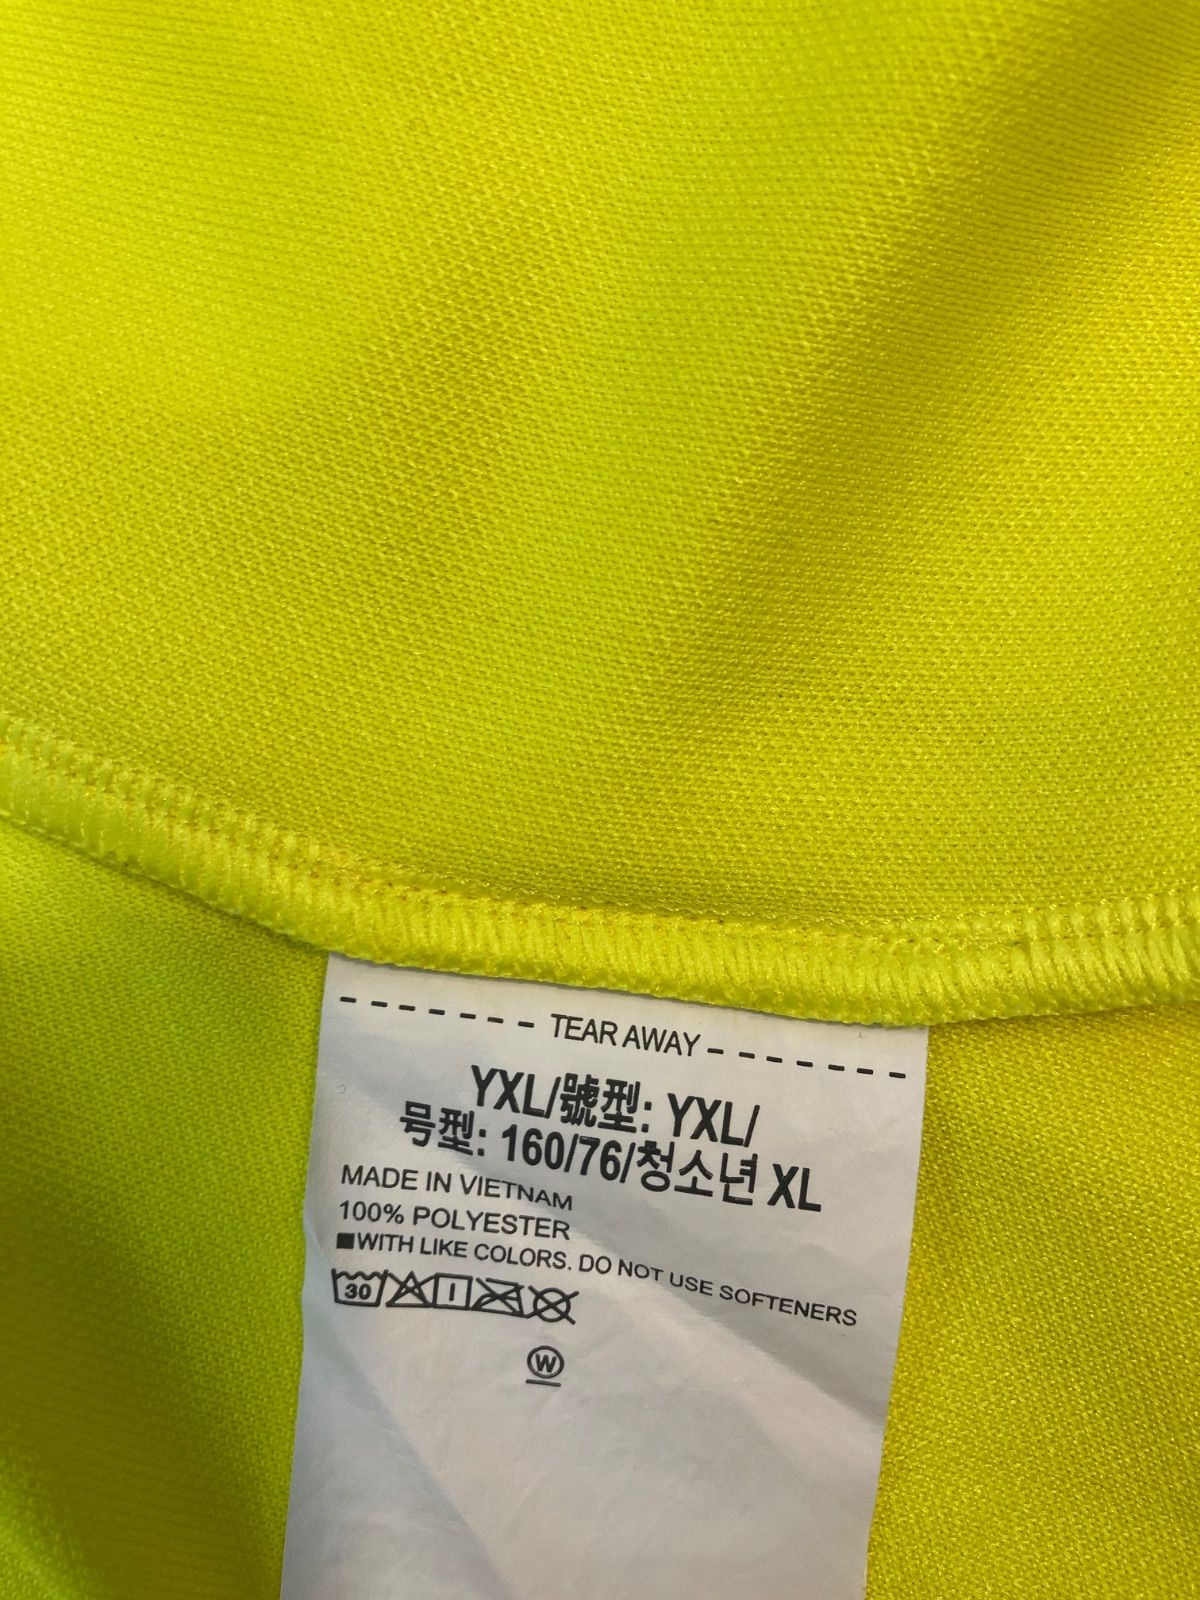 TEAR AWAY
YXL/號型: YXL/
号型: 160/76/청소년 XL
MADE IN VIETNAM
100% POLYESTER
■WITH LIKE COLORS. DO NOT USE SOFTENERS
30
W